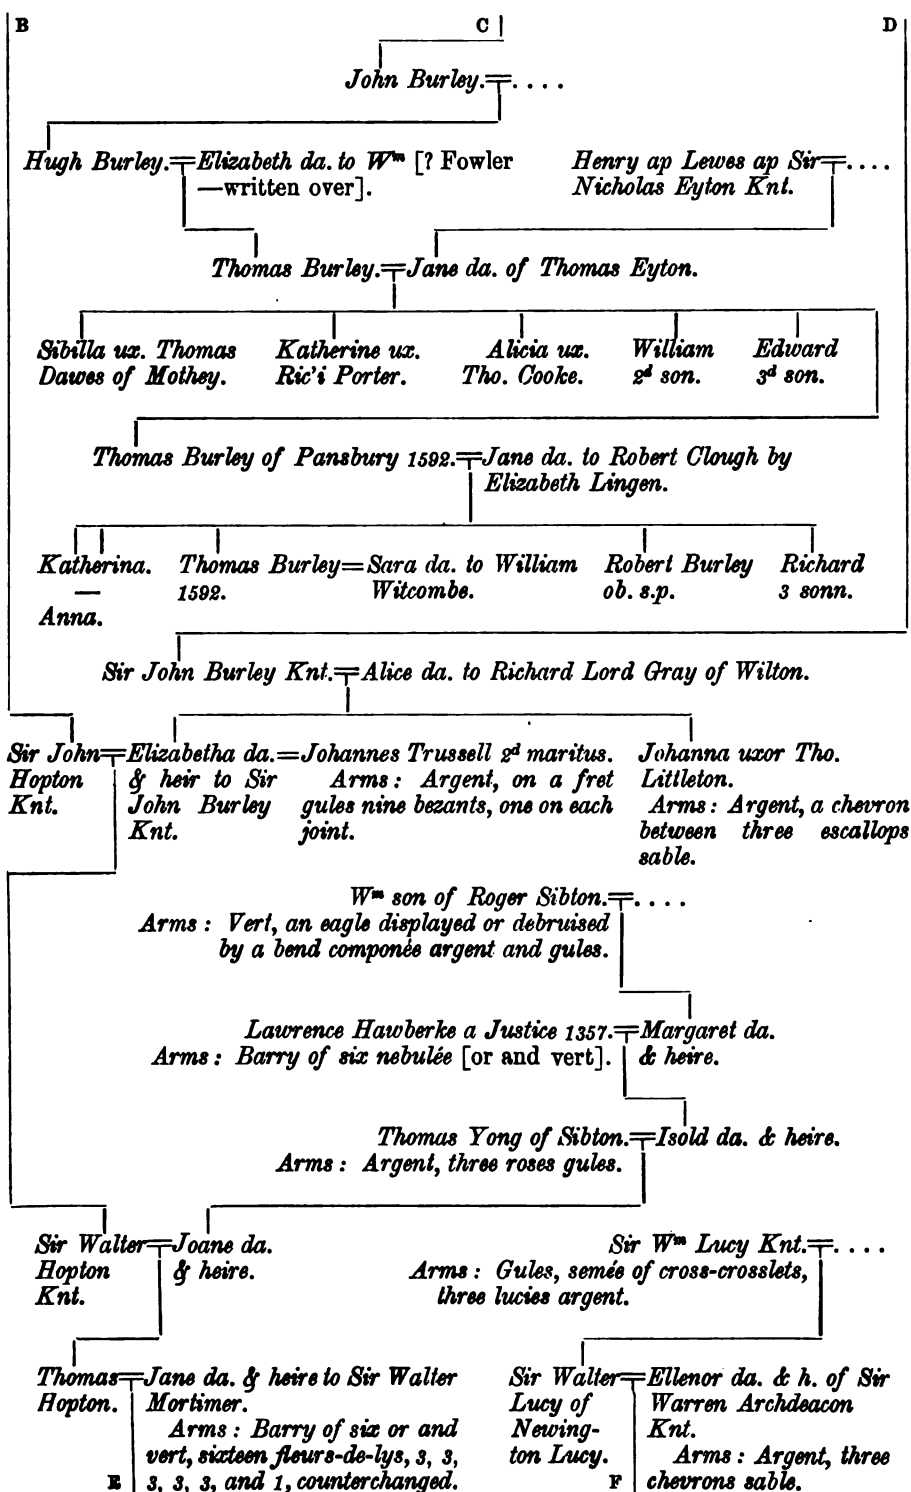 B C D
John Burley. = . . . .
Hugh Burley. = Elizabeth da. to Wᵐ [? Fowler
—written over].
Henry ap Lewes ap Sir = . . . .
Nicholas Eyton Knt.
Thomas Burley. = Jane da. of Thomas Eyton.
Sibilla ux. Thomas
Dawes of Mothey.
Katherine ux.
Ric'i Porter.
Alicia ux.
Tho. Cooke.
William
2ᵈ son.
Edward
3ᵈ son.
Thomas Burley of Pansbury 1592. = Jane da. to Robert Clough by
Elizabeth Lingen.
Katherina.
—
Anna.
Thomas Burley = Sara da. to William
1592. Witcombe.
Robert Burley
ob. s.p.
Richard
3 sonn.
Sir John Burley Knt. = Alice da. to Richard Lord Gray of Wilton.
Sir John =
Hopton
Knt.
Elizabetha da. =
& heir to Sir
John Burley
Knt.
Johannes Trussell 2ᵈ maritus.
Arms : Argent, on a fret
gules nine bezants, one on each
joint.
Johanna uxor Tho.
Littleton.
Arms : Argent, a chevron
between three escallops
sable.
Wᵐ son of Roger Sibton. = . . . .
Arms : Vert, an eagle displayed or debruised
by a bend componée argent and gules.
Lawrence Hawberke a Justice 1357. = Margaret da.
Arms : Barry of six nebulée [or and vert]. & heire.
Thomas Yong of Sibton. = Isold da. & heire.
Arms : Argent, three roses gules.
Sir Walter =
Hopton
Knt.
Joane da.
& heire.
Sir Wᵐ Lucy Knt. = . . . .
Arms : Gules, semée of cross-crosslets,
three lucies argent.
Thomas =
Hopton.
Jane da. & heire to Sir Walter
Mortimer.
Arms : Barry of six or and
vert, sixteen fleurs-de-lys, 3, 3,
E 3, 3, 3, and 1, counterchanged.
Sir Walter =
Lucy of
Newing-
ton Lucy.
F
Ellenor da. & h. of Sir
Warren Archdeacon
Knt.
Arms : Argent, three
chevrons sable.